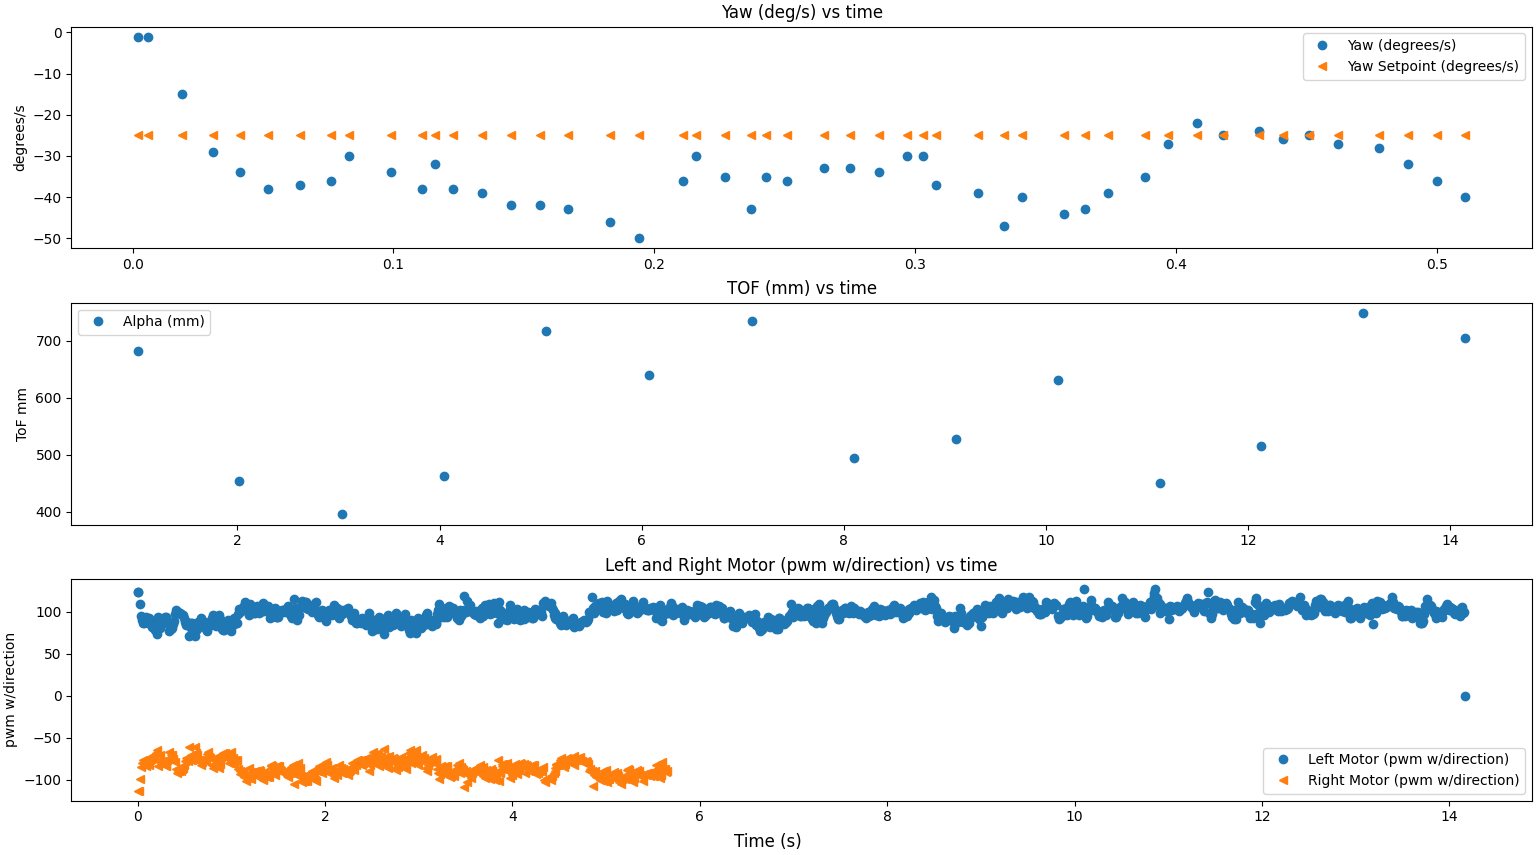 Yaw (deg/s) vs time
0
−10
−20
−30
−40
−50
degrees/s
Yaw (degrees/s)
Yaw Setpoint (degrees/s)
0.0 0.1 0.2 0.3 0.4 0.5
TOF (mm) vs time
Alpha (mm)
700
600
500
400
ToF mm
2 4 6 8 10 12 14
Left and Right Motor (pwm w/direction) vs time
100
50
0
−50
−100
pwm w/direction
Left Motor (pwm w/direction)
Right Motor (pwm w/direction)
0 2 4 6 8 10 12 14
Time (s)